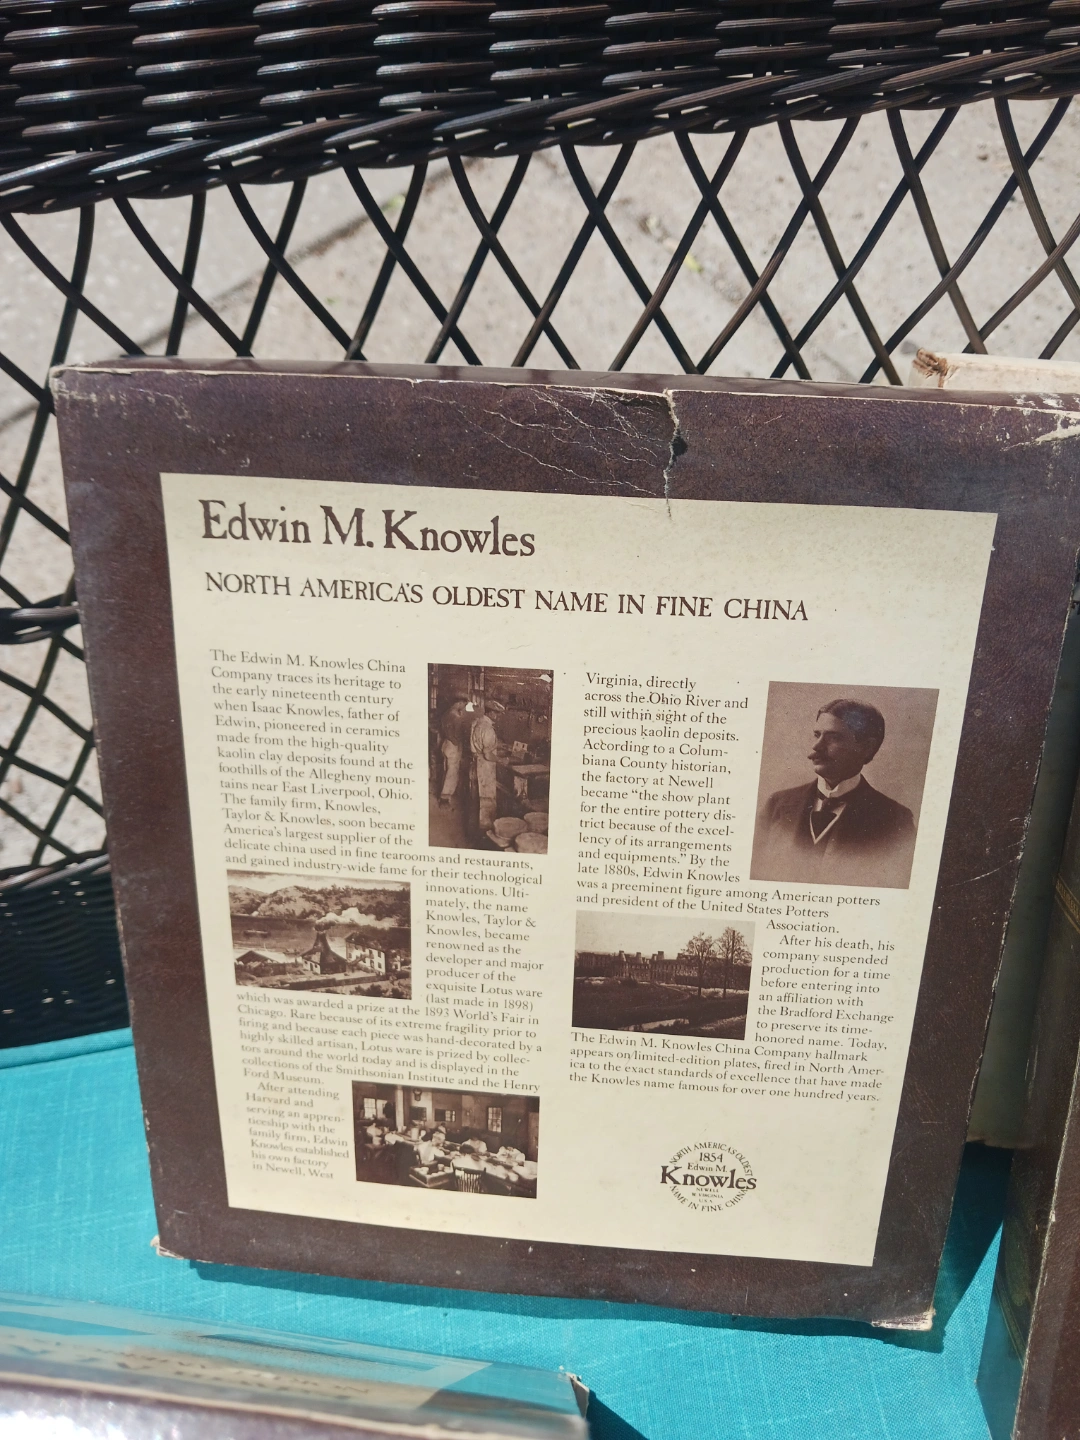 Edwin M. Knowles
NORTH AMERICA'S OLDEST NAME IN FINE CHINA
The Edwin M. Knowles China
Company traces its heritage to
the early nineteenth century
when Isaac Knowles, father of
Edwin, pioneered in ceramics
made from the high-quality
kaolin clay deposits found at the
foothills of the Allegheny moun-
tains near East Liverpool, Ohio.
The family firm, Knowles,
Taylor & Knowles, soon became
America's largest supplier of the
delicate china used in fine tearooms and restaurants,
and gained industry-wide fame for their technological
innovations. Ulti-
mately, the name
Knowles, Taylor &
Knowles, became
renowned as the
developer and major
producer of the
exquisite Lotus ware
(last made in 1898)
which was awarded a prize at the 1893 World's Fair in
Chicago. Rare because of its extreme fragility prior to
firing and because each piece was hand-decorated by a
highly skilled artisan, Lotus ware is prized by collec-
tors around the world today and is displayed in the
collections of the Smithsonian Institute and the Henry
Ford Museum.
After attending
Harvard and
serving an appren-
ticeship with the
family firm, Edwin
Knowles established
his own factory
in Newell, West
Virginia, directly
across the Ohio River and
still within sight of the
precious kaolin deposits.
According to a Colum-
biana County historian,
the factory at Newell
became “the show plant
for the entire pottery dis-
trict because of the excel-
lency of its arrangements
and equipments.” By the
late 1880s, Edwin Knowles
was a preeminent figure among American potters
and president of the United States Potters
Association.
After his death, his
company suspended
production for a time
before entering into
an affiliation with
the Bradford Exchange
to preserve its time-
honored name. Today,
The Edwin M. Knowles China Company hallmark
appears on limited-edition plates, fired in North Amer-
ica to the exact standards of excellence that have made
the Knowles name famous for over one hundred years.
NORTH AMERICA'S OLDEST
1854
Edwin M.
Knowles
NEWELL
W. VIRGINIA
U.S.A.
NAME IN FINE CHINA